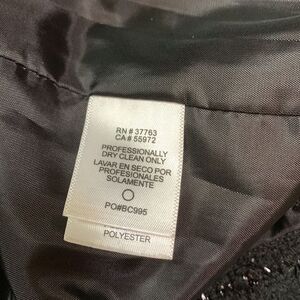 RN # 37763
CA # 55972
PROFESSIONALLY
DRY CLEAN ONLY
LAVAR EN SECO POR
PROFESIONALES
SOLAMENTE
PO#BC995
POLYESTER